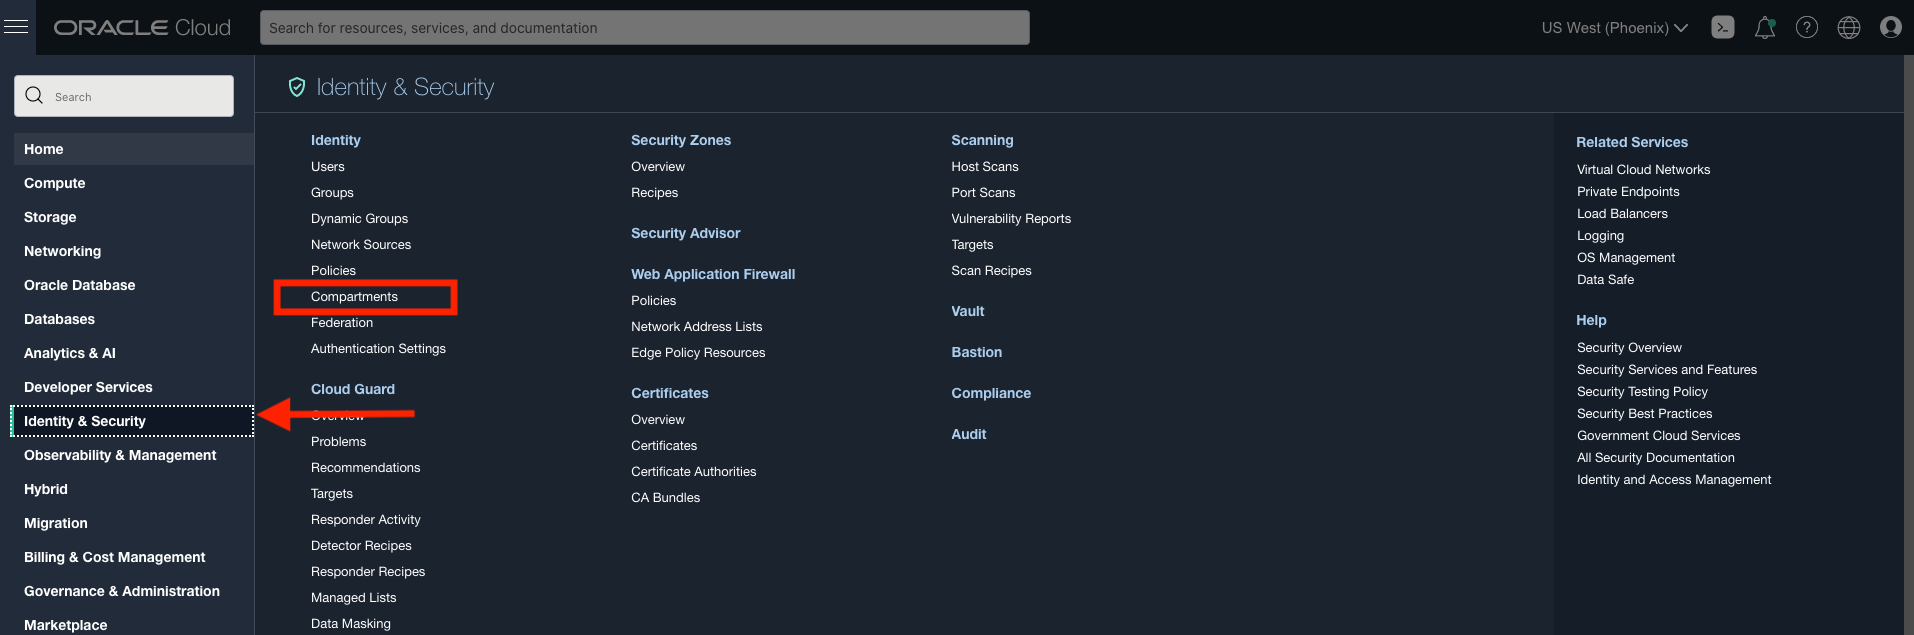 ORACLE Cloud
Search for resources, services, and documentation
US West (Phoenix)
Search
Home
Compute
Storage
Networking
Oracle Database
Databases
Analytics & AI
Developer Services
Identity & Security
Observability & Management
Hybrid
Migration
Billing & Cost Management
Governance & Administration
Marketplace
Identity & Security
Identity
Users
Groups
Dynamic Groups
Network Sources
Policies
Compartments
Federation
Authentication Settings
Cloud Guard
Overview
Problems
Recommendations
Targets
Responder Activity
Detector Recipes
Responder Recipes
Managed Lists
Data Masking
Security Zones
Overview
Recipes
Security Advisor
Web Application Firewall
Policies
Network Address Lists
Edge Policy Resources
Certificates
Overview
Certificates
Certificate Authorities
CA Bundles
Scanning
Host Scans
Port Scans
Vulnerability Reports
Targets
Scan Recipes
Vault
Bastion
Compliance
Audit
Related Services
Virtual Cloud Networks
Private Endpoints
Load Balancers
Logging
OS Management
Data Safe
Help
Security Overview
Security Services and Features
Security Testing Policy
Security Best Practices
Government Cloud Services
All Security Documentation
Identity and Access Management